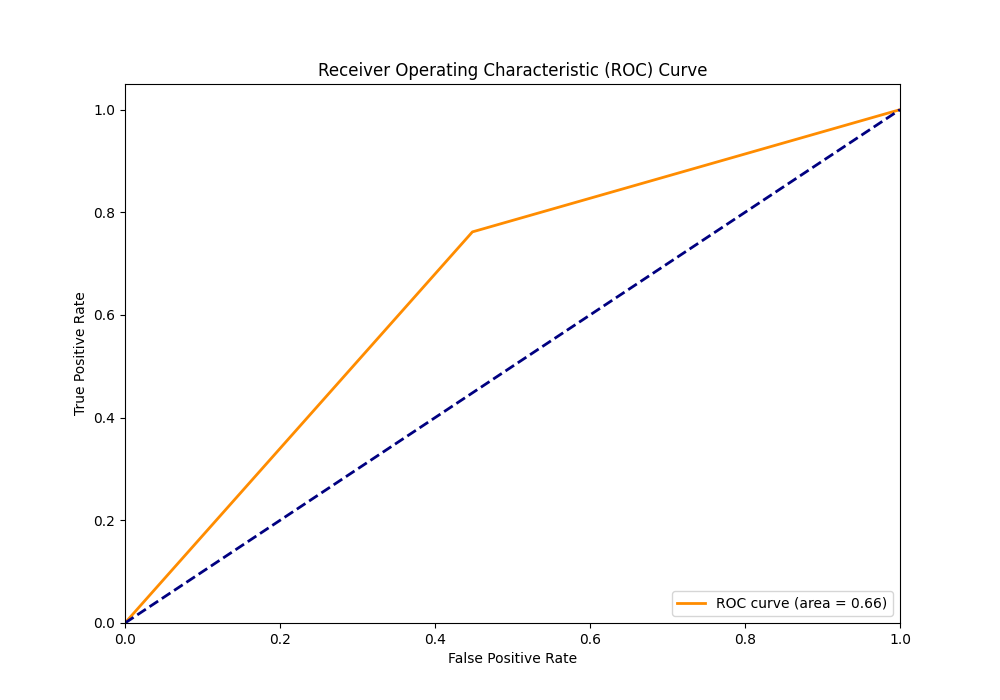 Receiver Operating Characteristic (ROC) Curve
1.0
0.8
0.6
0.4
0.2
0.0
True Positive Rate
ROC curve (area = 0.66)
0.0 0.2 0.4 0.6 0.8 1.0
False Positive Rate